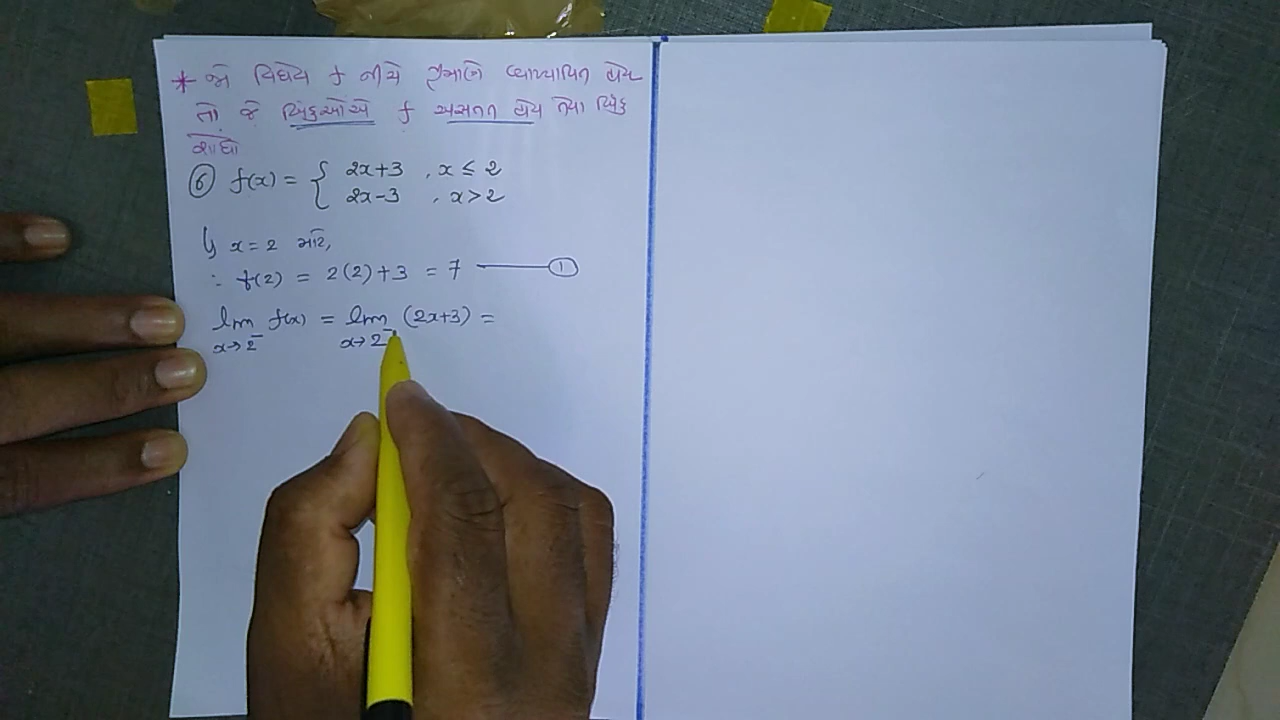 * જો વિધેય f નીચે પ્રમાણે વ્યાખ્યાયિત હોય
તો જે બિંદુઓએ f અસતત હોય તેવા બિંદુ
શોધો
⑥ f(x) = { 2x+3 , x ≤ 2
2x-3 , x > 2
↳ x = 2 માટે,
∴ f(2) = 2(2)+3 = 7 ——— ①
lim f(x) = lim (2x+3) =
x→2⁻ x→2⁻